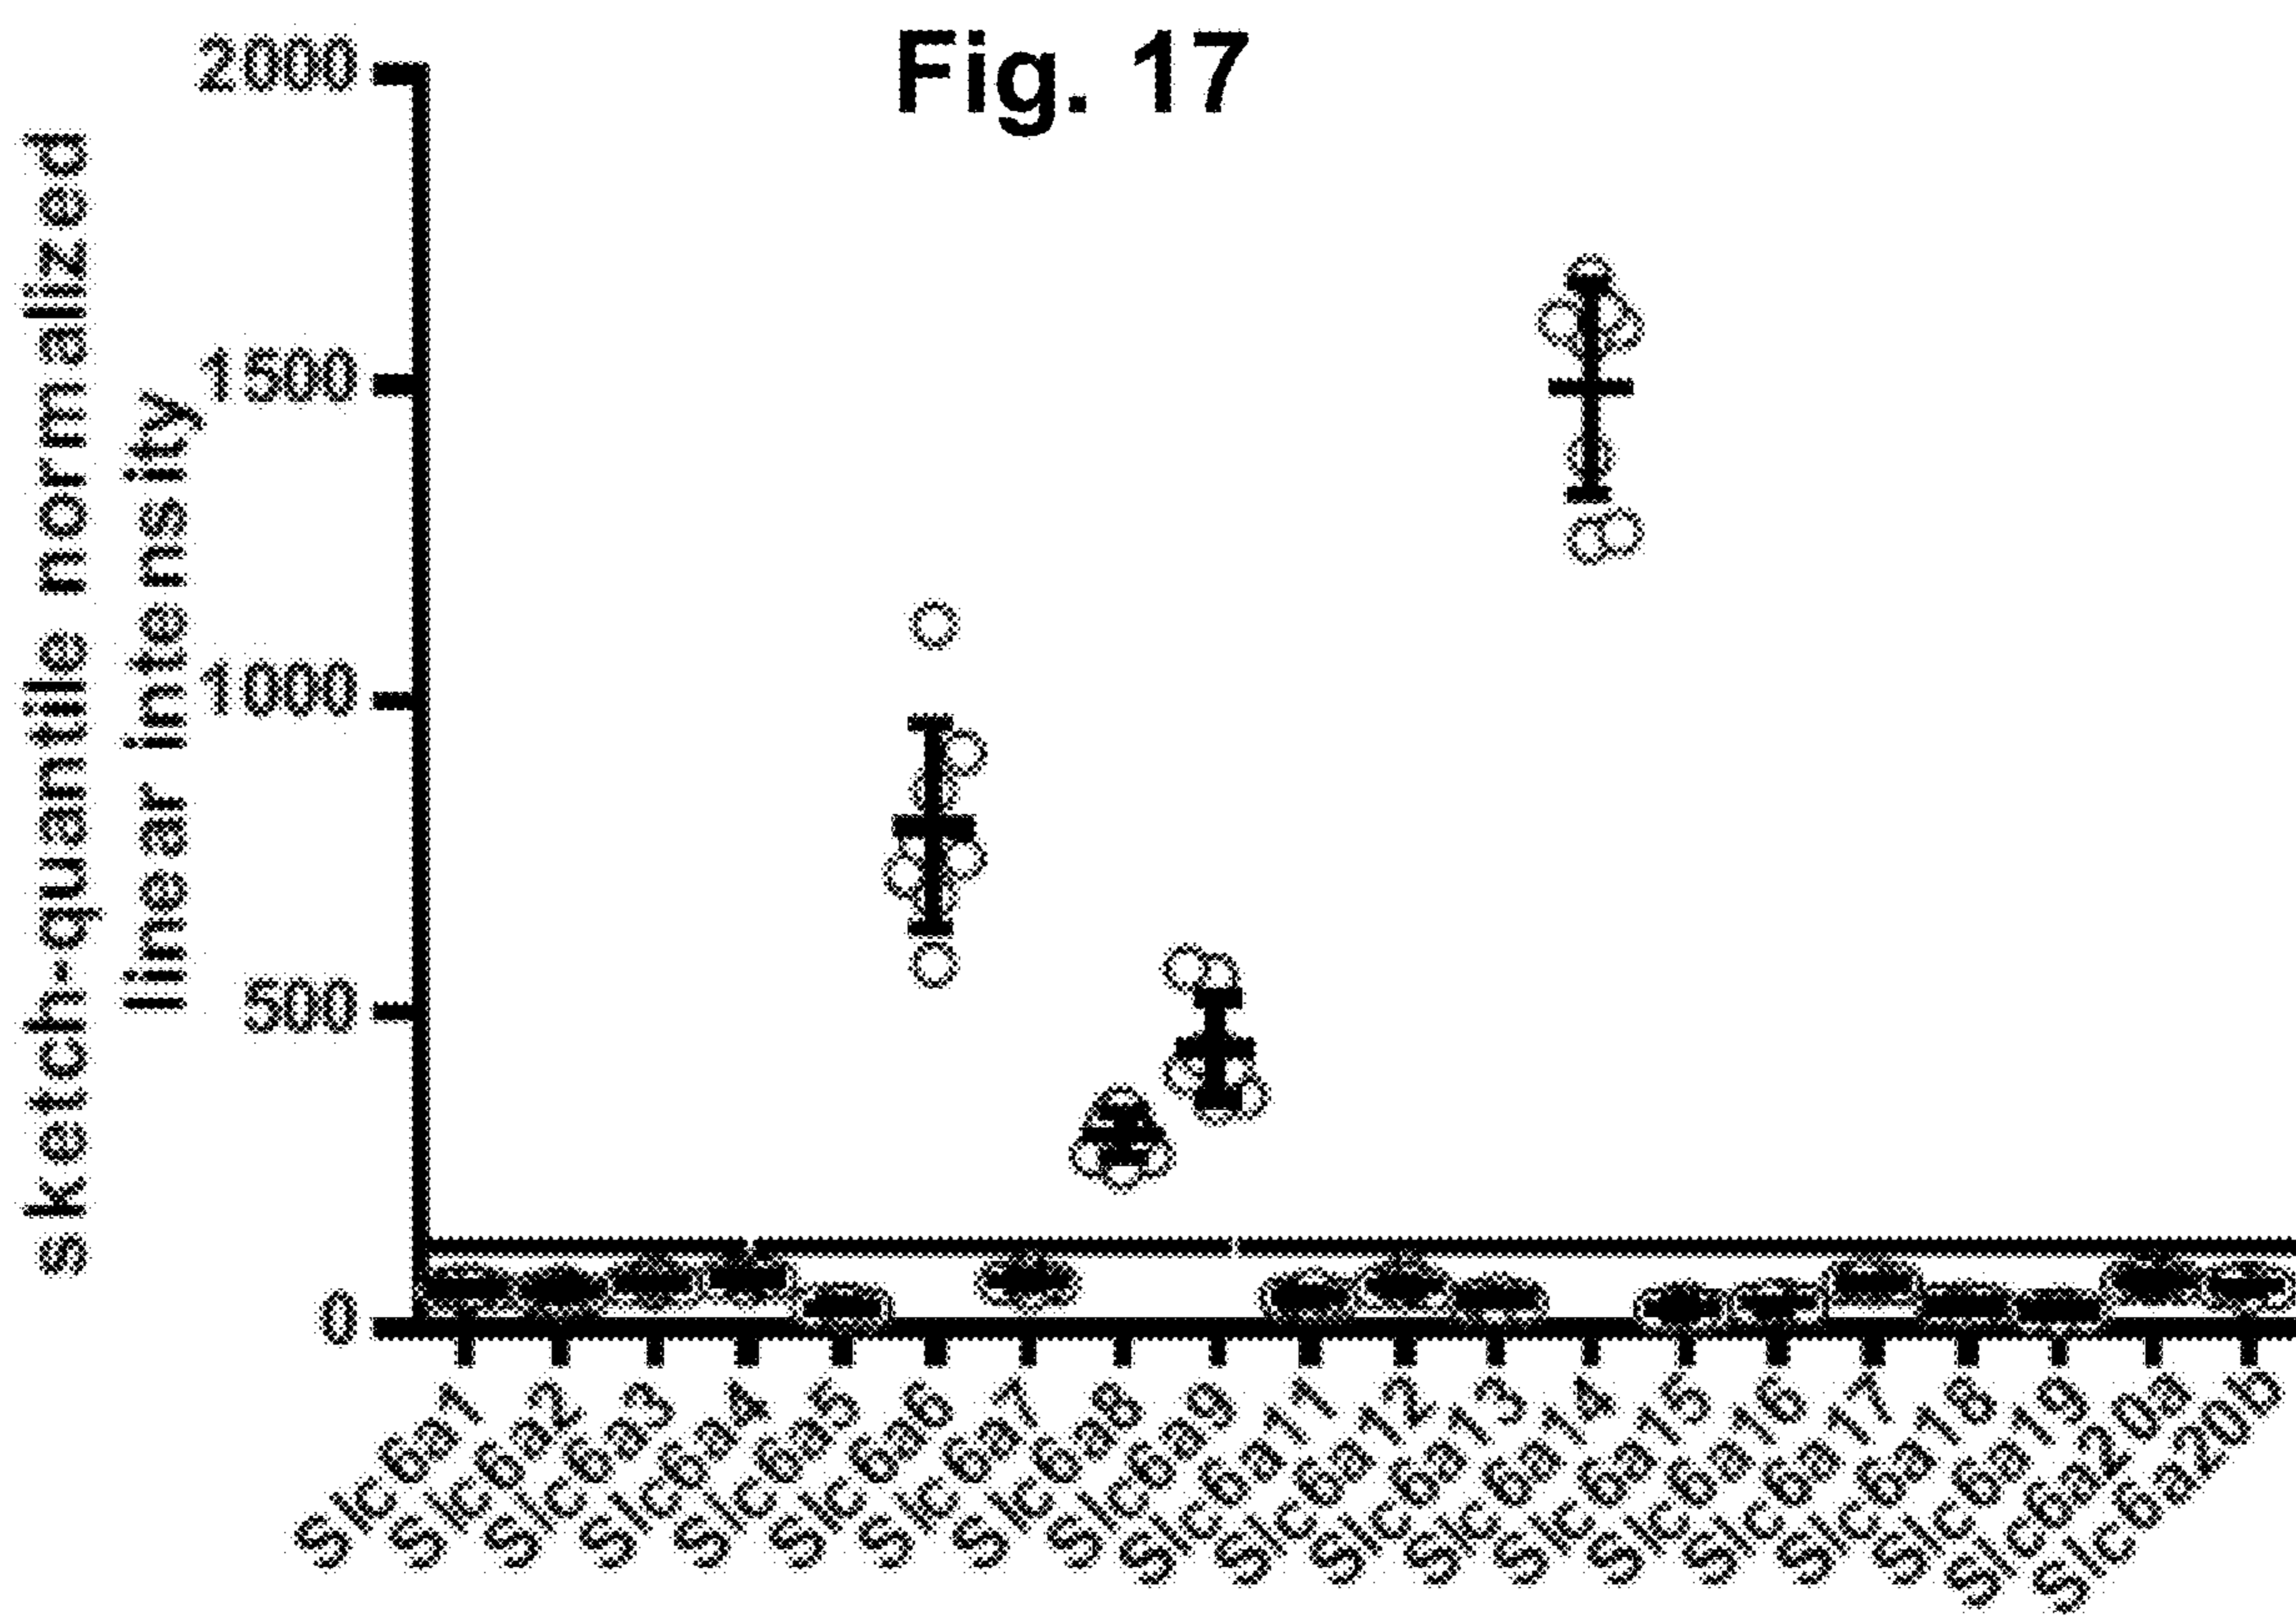 Fig. 17
sketch-quantile normalized
linear intensity
2000
1500
1000
500
0
Slc6a1
Slc6a2
Slc6a3
Slc6a4
Slc6a5
Slc6a6
Slc6a7
Slc6a8
Slc6a9
Slc6a11
Slc6a12
Slc6a13
Slc6a14
Slc6a15
Slc6a16
Slc6a17
Slc6a18
Slc6a19
Slc6a20a
Slc6a20b